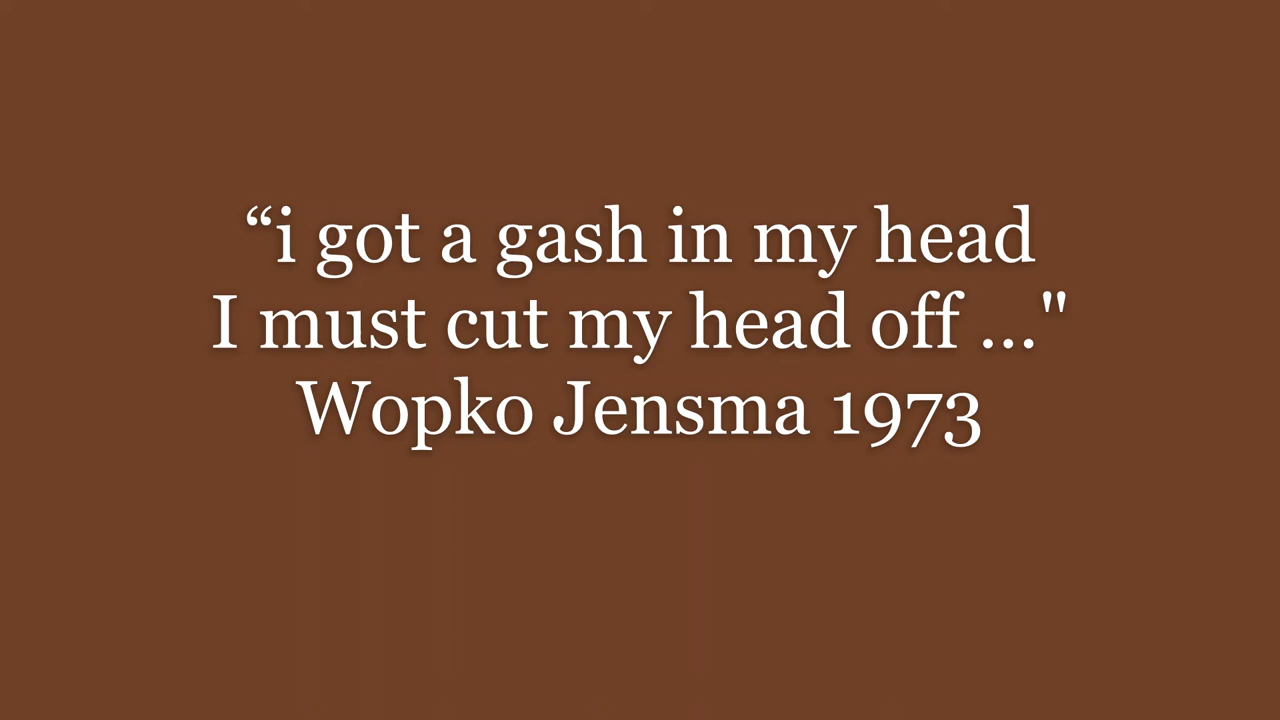 “i got a gash in my head
I must cut my head off ..."
Wopko Jensma 1973